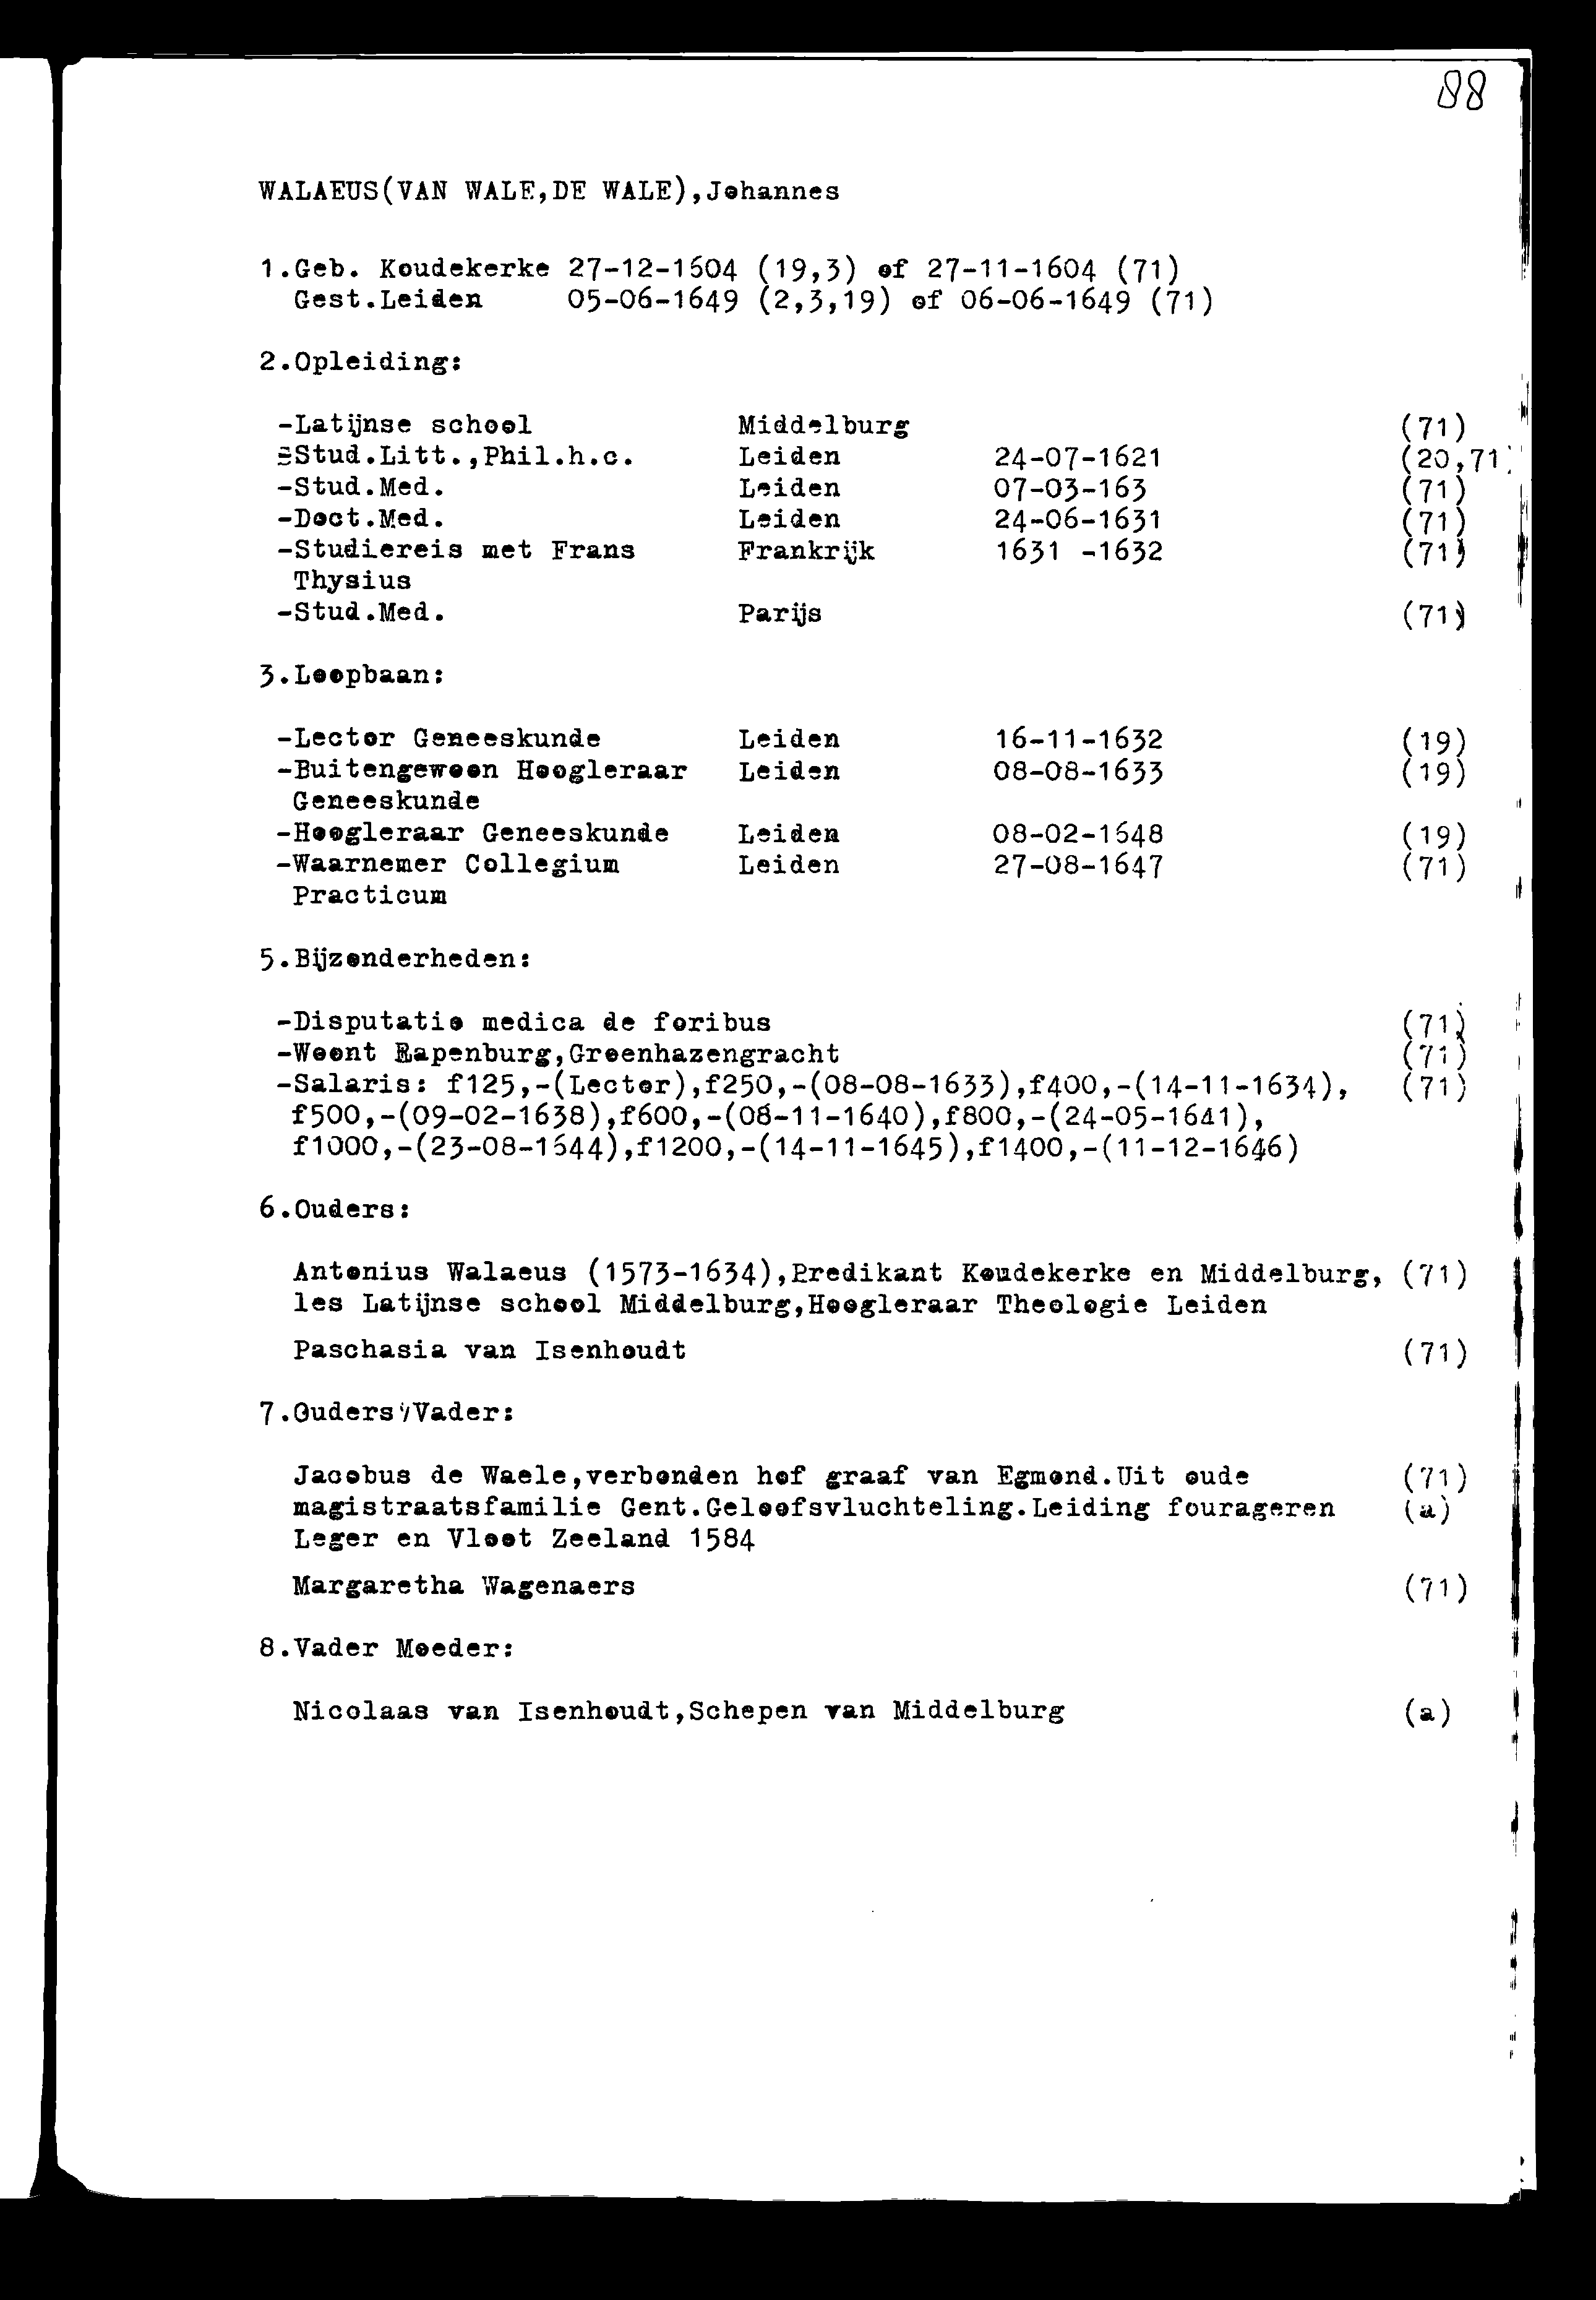 88
WALAEUS(VAN WALE,DE WALE),Johannes
1.Geb. Koudekerke 27-12-1604 (19,3) of 27-11-1604 (71)
Gest.Leiden 05-06-1649 (2,3,19) of 06-06-1649 (71)
2.Opleiding:
-Latijnse school Middelburg (71)
-Stud.Litt.,Phil.h.c. Leiden 24-07-1621 (20,71)
-Stud.Med. Leiden 07-03-163 (71)
-Doct.Med. Leiden 24-06-1631 (71)
-Studiereis met Frans Frankrijk 1631 -1632 (71)
Thysius
-Stud.Med. Parijs (71)
3.Loopbaan:
-Lector Geneeskunde Leiden 16-11-1632 (19)
-Buitengewoon Hoogleraar Leiden 08-08-1633 (19)
Geneeskunde
-Hoogleraar Geneeskunde Leiden 08-02-1648 (19)
-Waarnemer Collegium Leiden 27-08-1647 (71)
Practicum
5.Bijzonderheden:
-Disputatio medica de foribus (71)
-Woont Rapenburg,Groenhazengracht (71)
-Salaris: f125,-(Lector),f250,-(08-08-1633),f400,-(14-11-1634), (71)
f500,-(09-02-1638),f600,-(08-11-1640),f800,-(24-05-1641),
f1000,-(23-08-1644),f1200,-(14-11-1645),f1400,-(11-12-1646)
6.Ouders:
Antonius Walaeus (1573-1634),Predikant Koudekerke en Middelburg, (71)
les Latijnse school Middelburg,Hoogleraar Theologie Leiden
Paschasia van Isenhoudt (71)
7.Ouders Vader:
Jacobus de Waele,verbonden hof graaf van Egmond.Uit oude (71)
magistraatsfamilie Gent.Geloofsvluchteling.Leiding fourageren (a)
Leger en Vloot Zeeland 1584
Margaretha Wagenaers (71)
8.Vader Moeder:
Nicolaas van Isenhoudt,Schepen van Middelburg (a)